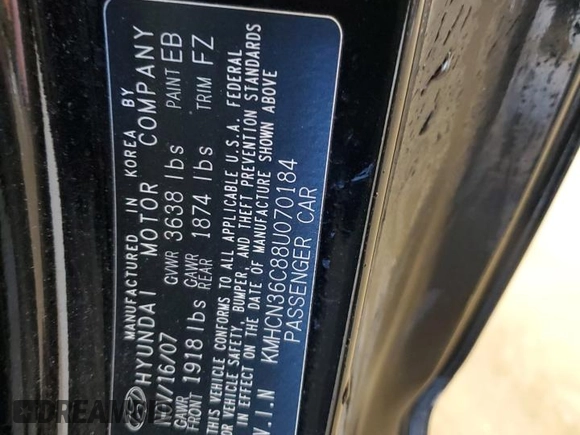 MANUFACTURED IN KOREA BY
HYUNDAI MOTOR COMPANY
NOV/16/07 GVWR 3638 lbs PAINT EB
GAWR FRONT 1918 lbs GAWR REAR 1874 lbs TRIM FZ
THIS VEHICLE CONFORMS TO ALL APPLICABLE U.S.A. FEDERAL
MOTOR VEHICLE SAFETY, BUMPER, AND THEFT PREVENTION STANDARDS
IN EFFECT ON THE DATE OF MANUFACTURE SHOWN ABOVE
V.I.N KMHCN36C88U070184
PASSENGER CAR